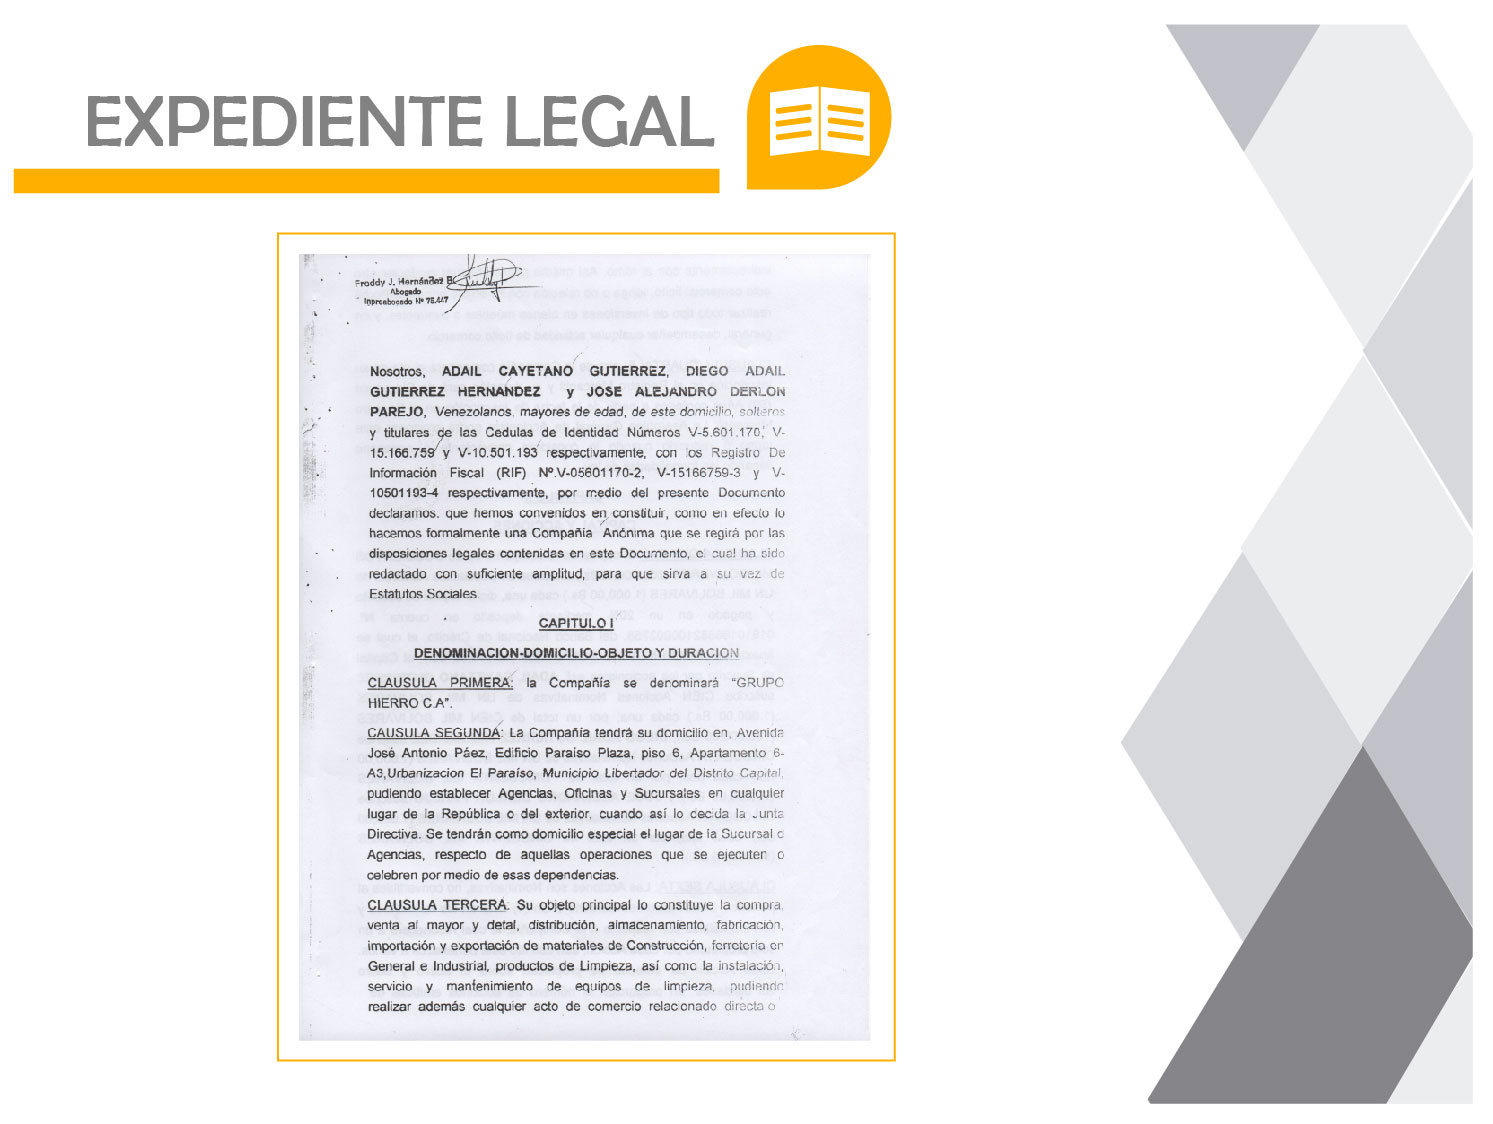 EXPEDIENTE LEGAL
Freddy J. Hernández B.
Abogado
Inpreabogado Nº 78.447
Nosotros, ADAIL CAYETANO GUTIERREZ, DIEGO ADAIL
GUTIERREZ HERNANDEZ y JOSE ALEJANDRO DERLON
PAREJO, Venezolanos, mayores de edad, de este domicilio, solteros
y titulares de las Cedulas de Identidad Números V-5.601.170, V-
15.166.759 y V-10.501.193 respectivamente, con los Registro De
Información Fiscal (RIF) Nº.V-05601170-2, V-15166759-3 y V-
10501193-4 respectivamente, por medio del presente Documento
declaramos: que hemos convenidos en constituir, como en efecto lo
hacemos formalmente una Compañía Anónima que se regirá por las
disposiciones legales contenidas en este Documento, el cual ha sido
redactado con suficiente amplitud, para que sirva a su vez de
Estatutos Sociales.
CAPITULO I
DENOMINACION-DOMICILIO-OBJETO Y DURACION
CLAUSULA PRIMERA: la Compañía se denominará “GRUPO
HIERRO C.A”.
CAUSULA SEGUNDA: La Compañía tendrá su domicilio en, Avenida
José Antonio Páez, Edificio Paraíso Plaza, piso 6, Apartamento 6-
A3,Urbanizacion El Paraíso, Municipio Libertador del Distrito Capital,
pudiendo establecer Agencias, Oficinas y Sucursales en cualquier
lugar de la República o del exterior, cuando así lo decida la Junta
Directiva. Se tendrán como domicilio especial el lugar de la Sucursal o
Agencias, respecto de aquellas operaciones que se ejecuten o
celebren por medio de esas dependencias.
CLAUSULA TERCERA: Su objeto principal lo constituye la compra,
venta al mayor y detal, distribución, almacenamiento, fabricación,
importación y exportación de materiales de Construcción, ferretería en
General e Industrial, productos de Limpieza, así como la instalación,
servicio y mantenimiento de equipos de limpieza, pudiendo
realizar además cualquier acto de comercio relacionado directa o